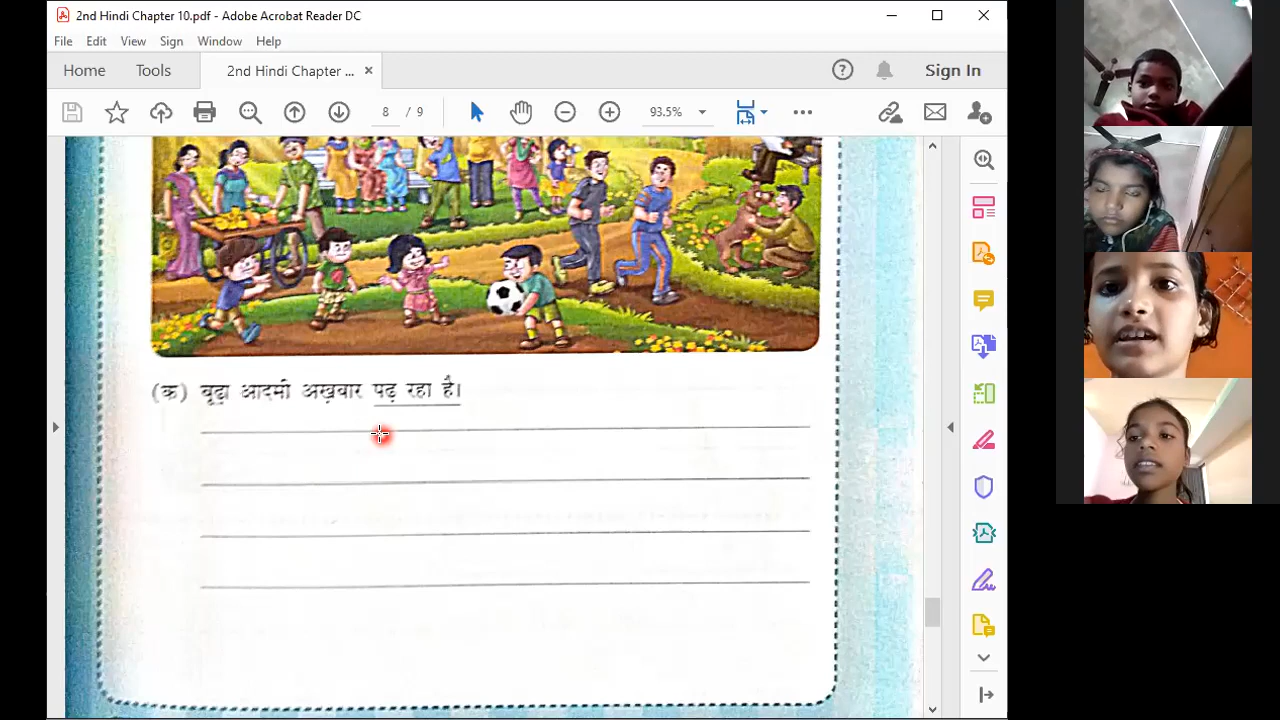 2nd Hindi Chapter 10.pdf - Adobe Acrobat Reader DC
File Edit View Sign Window Help
Home Tools 2nd Hindi Chapter ... × Sign In
8 / 9 93.5%
(क) बूढ़ा आदमी अख़बार पढ़ रहा है।